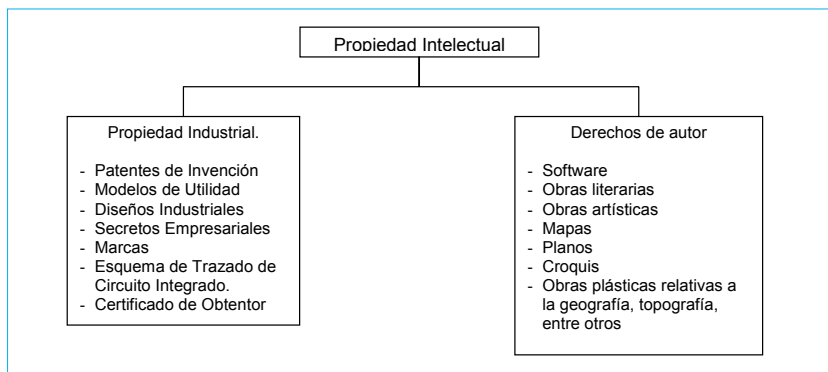 Propiedad Intelectual
Propiedad Industrial.
- Patentes de Invención
- Modelos de Utilidad
- Diseños Industriales
- Secretos Empresariales
- Marcas
- Esquema de Trazado de
Circuito Integrado.
- Certificado de Obtentor
Derechos de autor
- Software
- Obras literarias
- Obras artísticas
- Mapas
- Planos
- Croquis
- Obras plásticas relativas a
la geografía, topografía,
entre otros